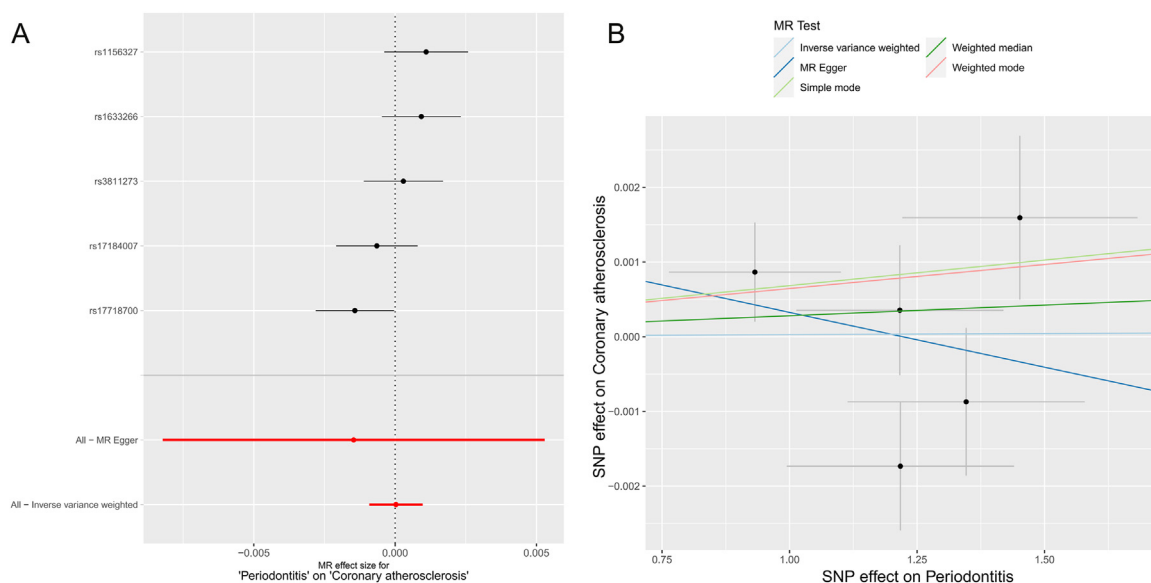 A
rs1156327
rs1633266
rs3811273
rs17184007
rs17718700
All − MR Egger
All − Inverse variance weighted
−0.005
0.000
0.005
MR effect size for
'Periodontitis' on 'Coronary atherosclerosis'
B
MR Test
Inverse variance weighted
Weighted median
MR Egger
Weighted mode
Simple mode
SNP effect on Coronary atherosclerosis
0.002
0.001
0.000
−0.001
−0.002
0.75
1.00
1.25
1.50
SNP effect on Periodontitis